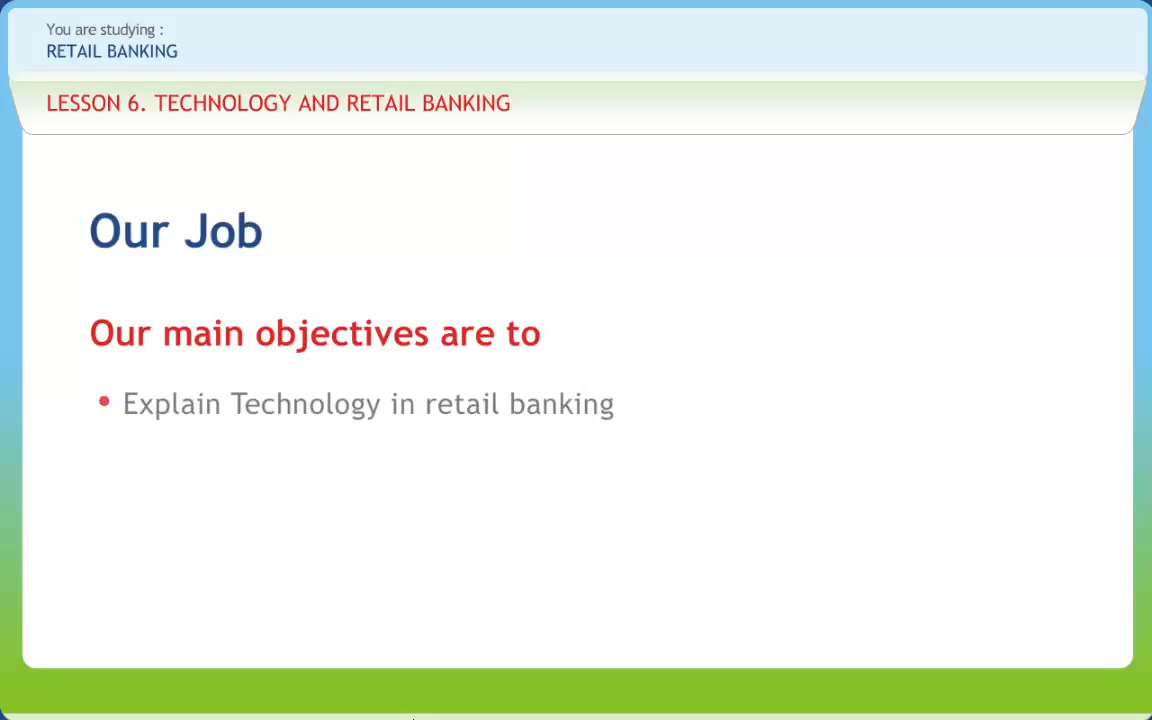 You are studying :
RETAIL BANKING
LESSON 6. TECHNOLOGY AND RETAIL BANKING
Our Job
Our main objectives are to
• Explain Technology in retail banking